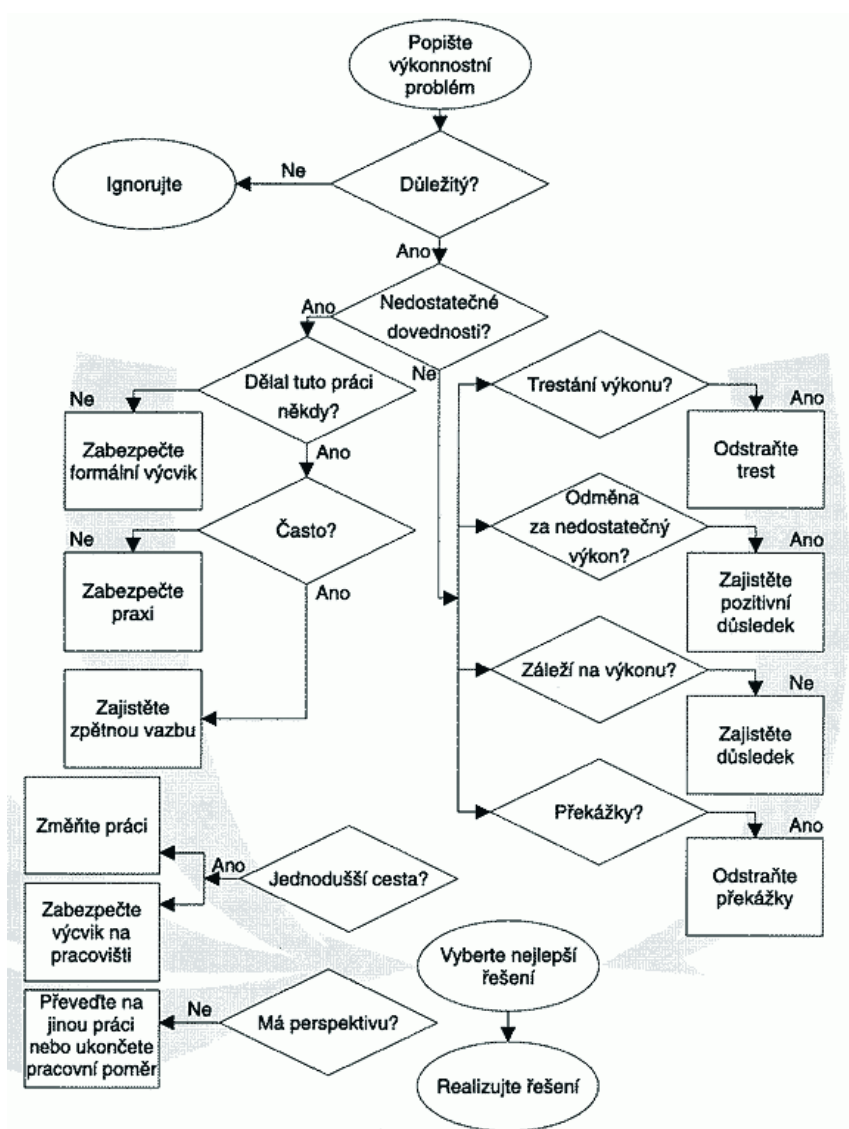 Popište
výkonnostní
problém
Ne
Ignorujte
Důležitý?
Ano
Ano
Nedostatečné
dovednosti?
Ne
Dělal tuto práci
někdy?
Ne
Zabezpečte
formální výcvik
Ano
Často?
Ne
Zabezpečte
praxi
Ano
Zajistěte
zpětnou vazbu
Trestání výkonu?
Ano
Odstraňte
trest
Odměna
za nedostatečný
výkon?
Ano
Zajistěte
pozitivní
důsledek
Záleží na výkonu?
Ne
Zajistěte
důsledek
Překážky?
Ano
Odstraňte
překážky
Změňte práci
Ano
Jednodušší cesta?
Zabezpečte
výcvik na
pracovišti
Převeďte na
jinou práci
nebo ukončete
pracovní poměr
Ne
Má perspektivu?
Vyberte nejlepší
řešení
Realizujte řešení